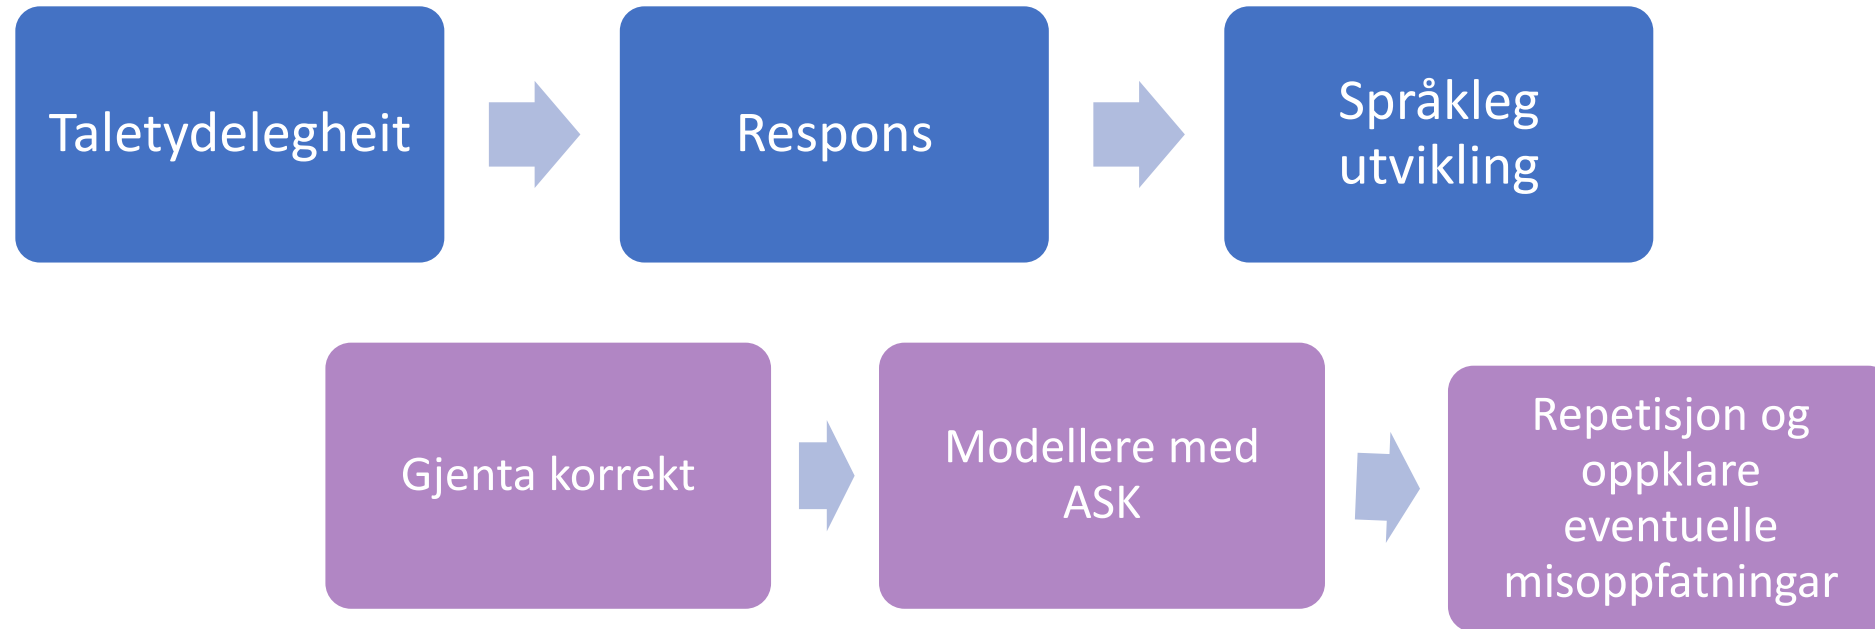 Taletydelegheit
Respons
Språkleg
utvikling
Gjenta korrekt
Modellere med
ASK
Repetisjon og
oppklare
eventuelle
misoppfatningar